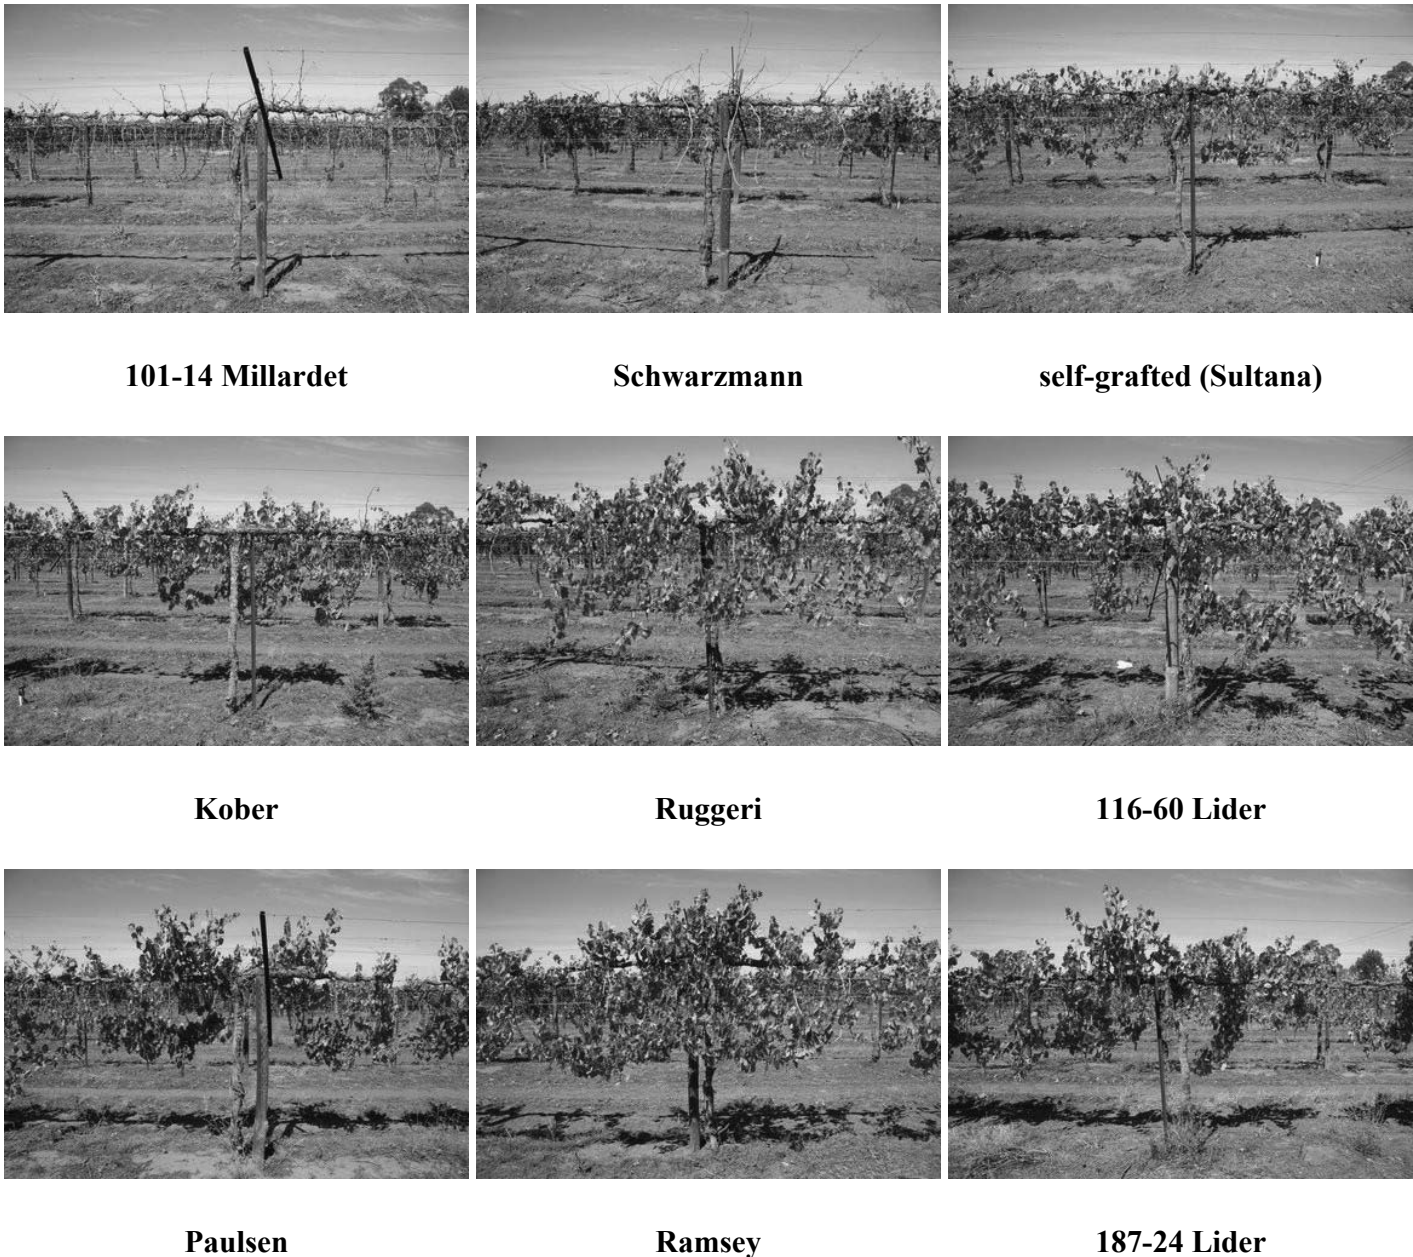 101-14 Millardet
Schwarzmann
self-grafted (Sultana)
Kober
Ruggeri
116-60 Lider
Paulsen
Ramsey
187-24 Lider